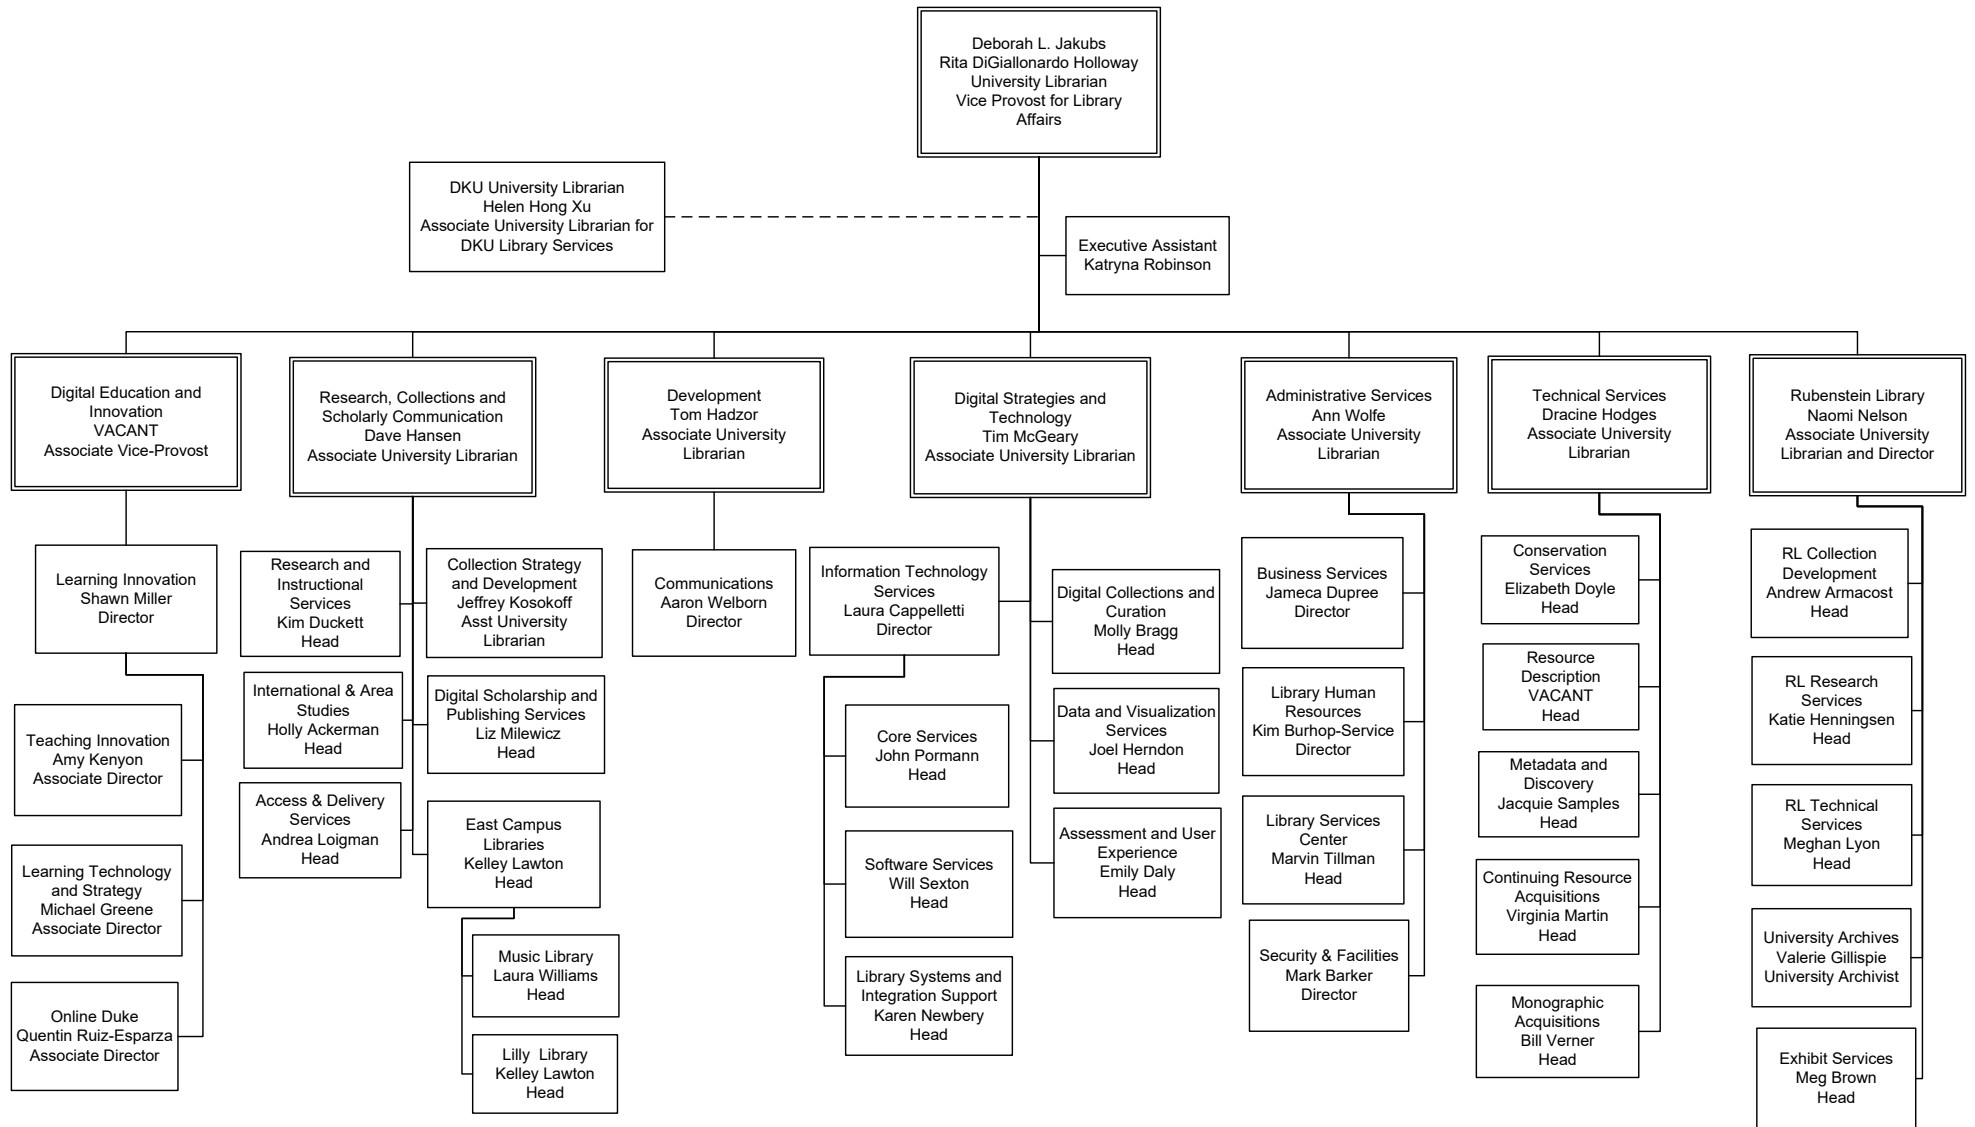 Deborah L. Jakubs
Rita DiGiallonardo Holloway
University Librarian
Vice Provost for Library
Affairs
DKU University Librarian
Helen Hong Xu
Associate University Librarian for
DKU Library Services
Executive Assistant
Katryna Robinson
Digital Education and
Innovation
VACANT
Associate Vice-Provost
Research, Collections and
Scholarly Communication
Dave Hansen
Associate University Librarian
Development
Tom Hadzor
Associate University
Librarian
Digital Strategies and
Technology
Tim McGeary
Associate University Librarian
Administrative Services
Ann Wolfe
Associate University
Librarian
Technical Services
Dracine Hodges
Associate University
Librarian
Rubenstein Library
Naomi Nelson
Associate University
Librarian and Director
Learning Innovation
Shawn Miller
Director
Teaching Innovation
Amy Kenyon
Associate Director
Learning Technology
and Strategy
Michael Greene
Associate Director
Online Duke
Quentin Ruiz-Esparza
Associate Director
Research and
Instructional
Services
Kim Duckett
Head
International & Area
Studies
Holly Ackerman
Head
Access & Delivery
Services
Andrea Loigman
Head
Collection Strategy
and Development
Jeffrey Kosokoff
Asst University
Librarian
Digital Scholarship and
Publishing Services
Liz Milewicz
Head
East Campus
Libraries
Kelley Lawton
Head
Music Library
Laura Williams
Head
Lilly  Library
Kelley Lawton
Head
Communications
Aaron Welborn
Director
Information Technology
Services
Laura Cappelletti
Director
Core Services
John Pormann
Head
Software Services
Will Sexton
Head
Library Systems and
Integration Support
Karen Newbery
Head
Digital Collections and
Curation
Molly Bragg
Head
Data and Visualization
Services
Joel Herndon
Head
Assessment and User
Experience
Emily Daly
Head
Business Services
Jameca Dupree
Director
Library Human
Resources
Kim Burhop-Service
Director
Library Services
Center
Marvin Tillman
Head
Security & Facilities
Mark Barker
Director
Conservation
Services
Elizabeth Doyle
Head
Resource
Description
VACANT
Head
Metadata and
Discovery
Jacquie Samples
Head
Continuing Resource
Acquisitions
Virginia Martin
Head
Monographic
Acquisitions
Bill Verner
Head
RL Collection
Development
Andrew Armacost
Head
RL Research
Services
Katie Henningsen
Head
RL Technical
Services
Meghan Lyon
Head
University Archives
Valerie Gillispie
University Archivist
Exhibit Services
Meg Brown
Head